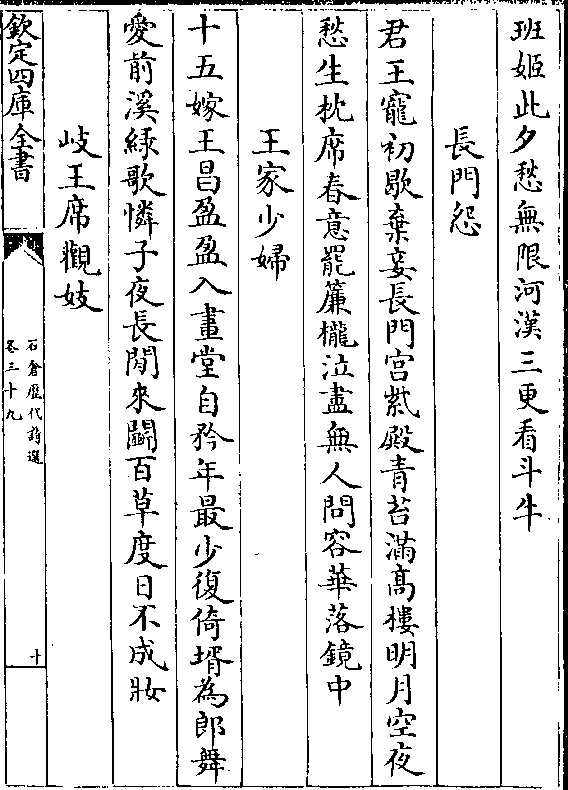 班姬此夕愁無限河漢三更看斗牛
長門怨
君王寵初歇棄妾長門宮紫殿青苔滿高樓明月空夜
愁生枕席春意罷簾櫳泣盡無人問容華落鏡中
王家少婦
十五嫁王昌盈盈入畫堂自矜年最少復倚壻為郎舞
愛前溪綠歌憐子夜長閒來鬭百草度日不成妝
岐王席觀妓
欽定四庫全書
石倉歷代詩選
卷三十九
十